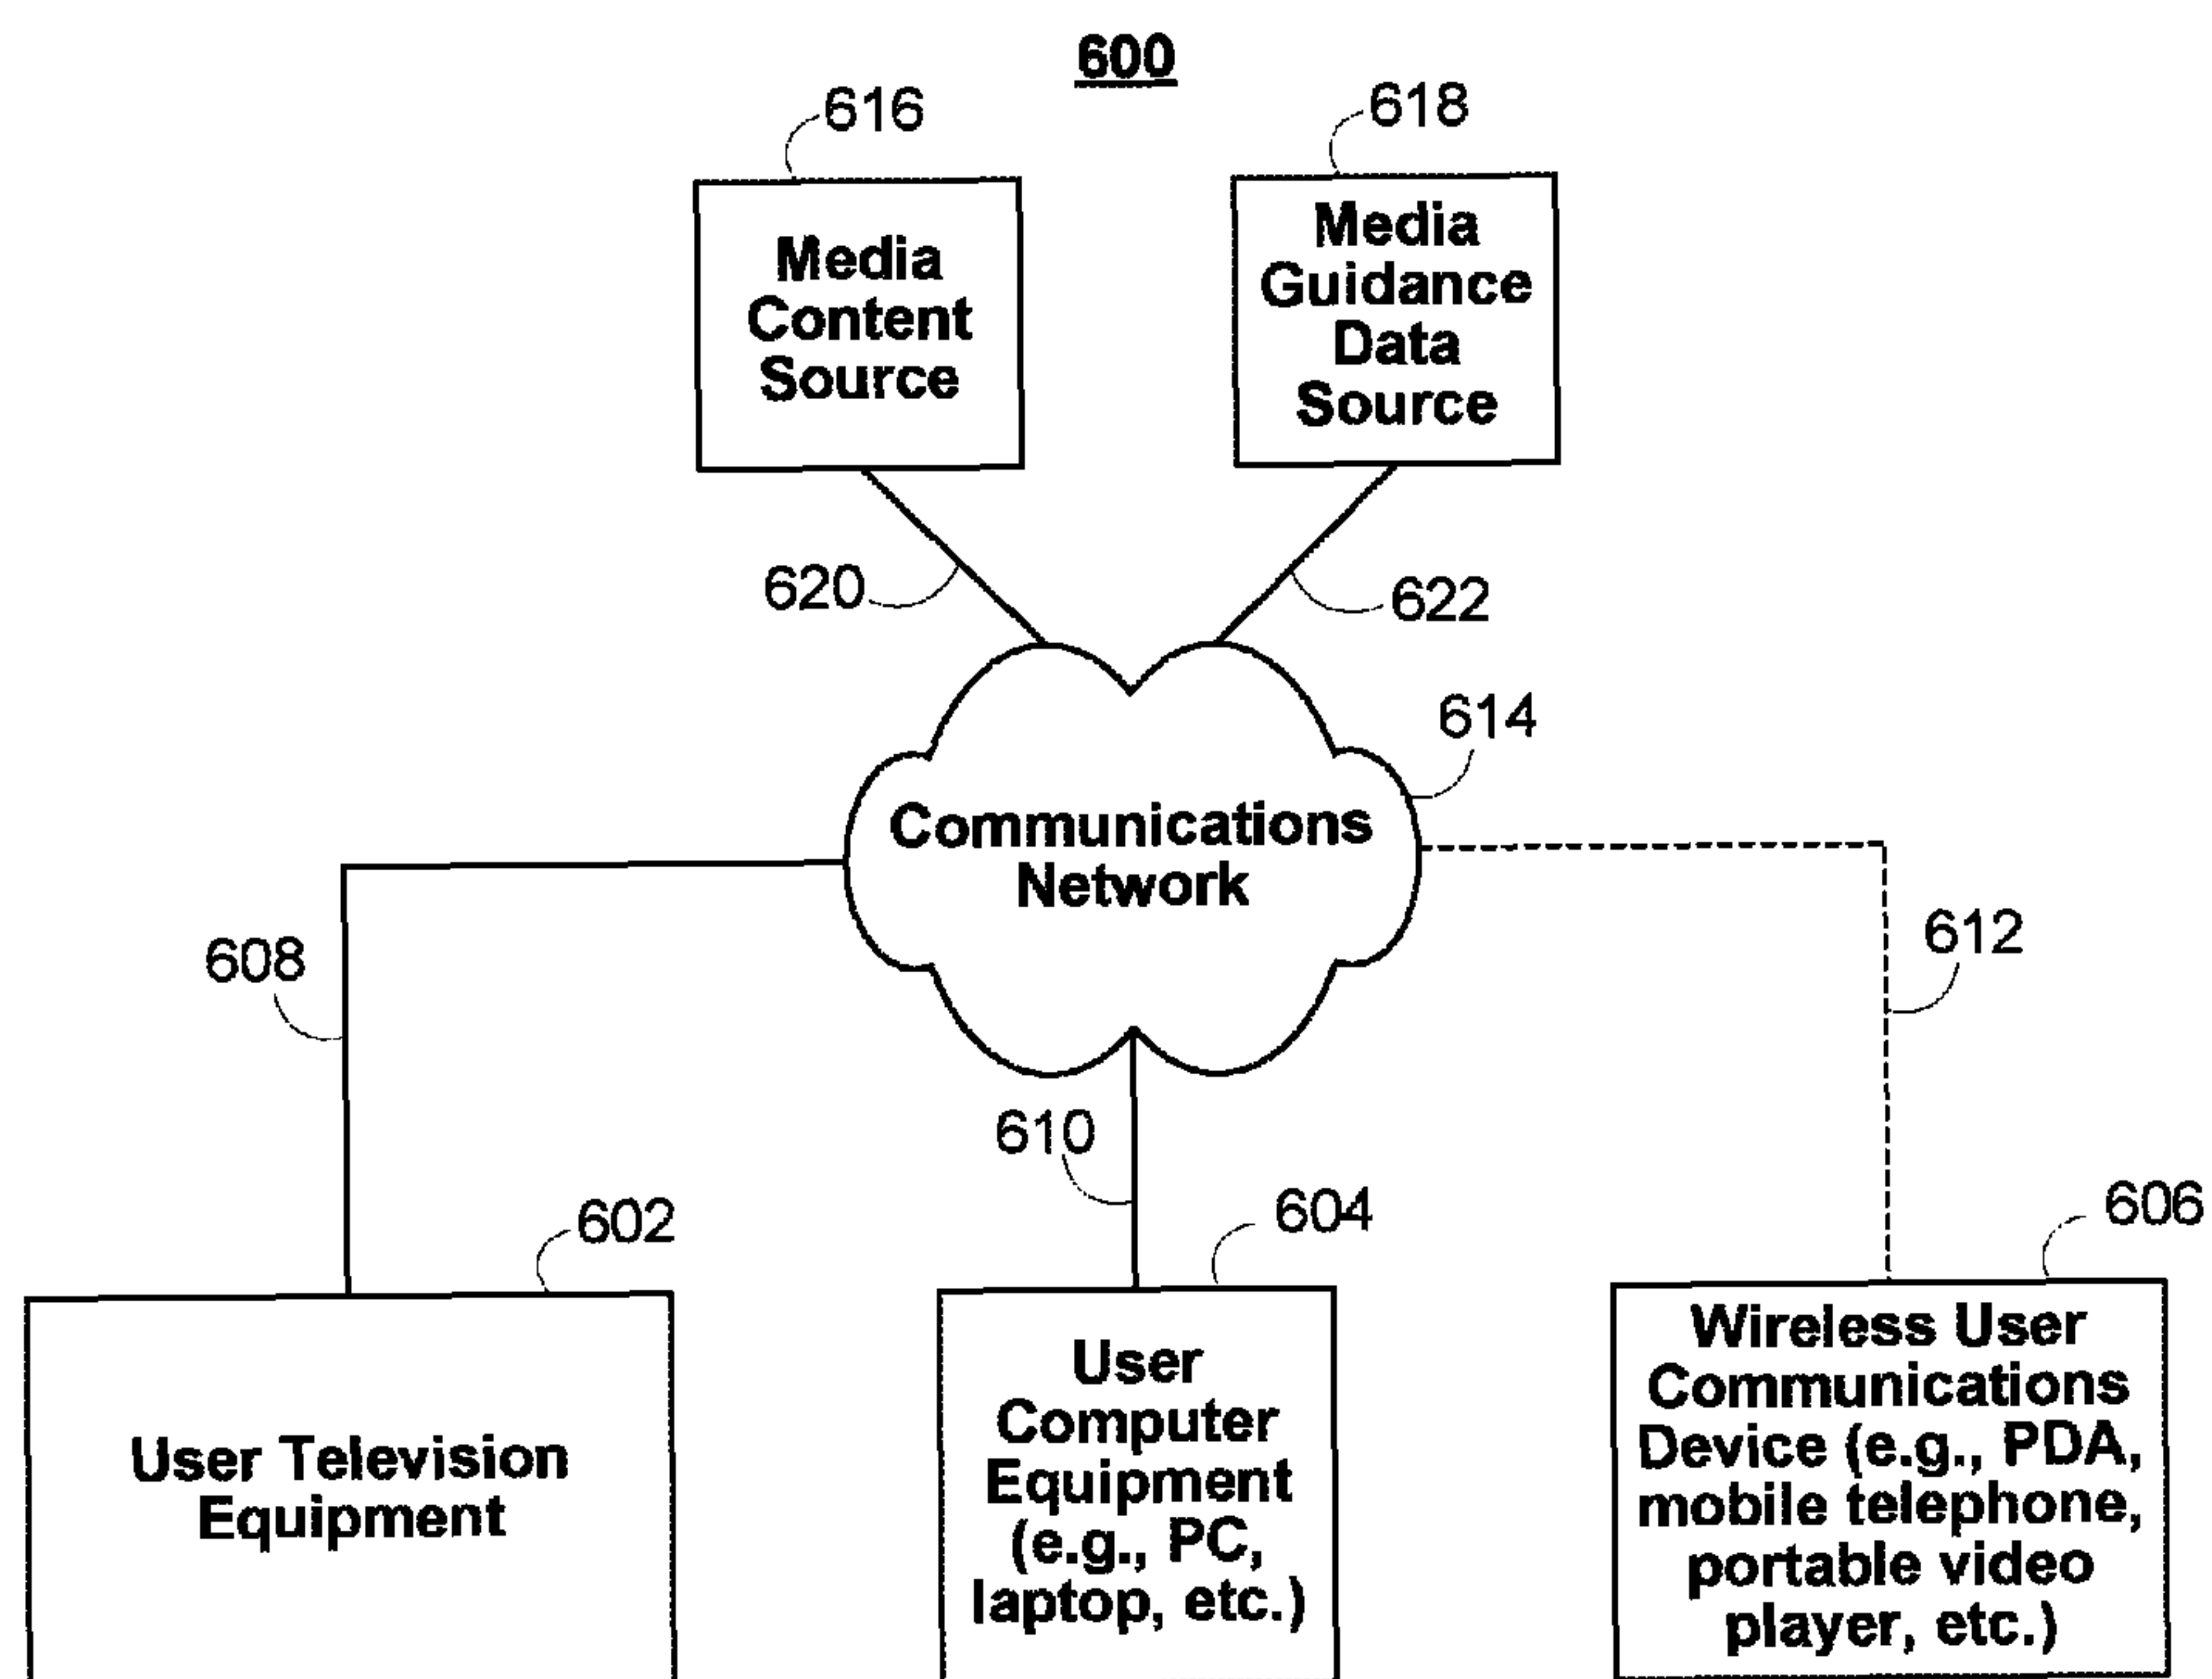 600
616
618
Media
Content
Source
Media
Guidance
Data
Source
620
622
614
Communications
Network
608
612
610
602
604
606
User Television
Equipment
User
Computer
Equipment
(e.g., PC,
laptop, etc.)
Wireless User
Communications
Device (e.g., PDA,
mobile telephone,
portable video
player, etc.)